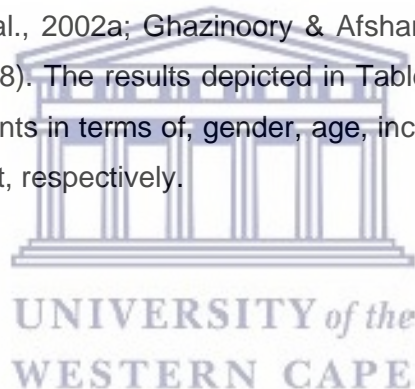 al., 2002a; Ghazinoory & Afshar
8). The results depicted in Table
nts in terms of, gender, age, inc
t, respectively.
UNIVERSITY of the
WESTERN CAPE